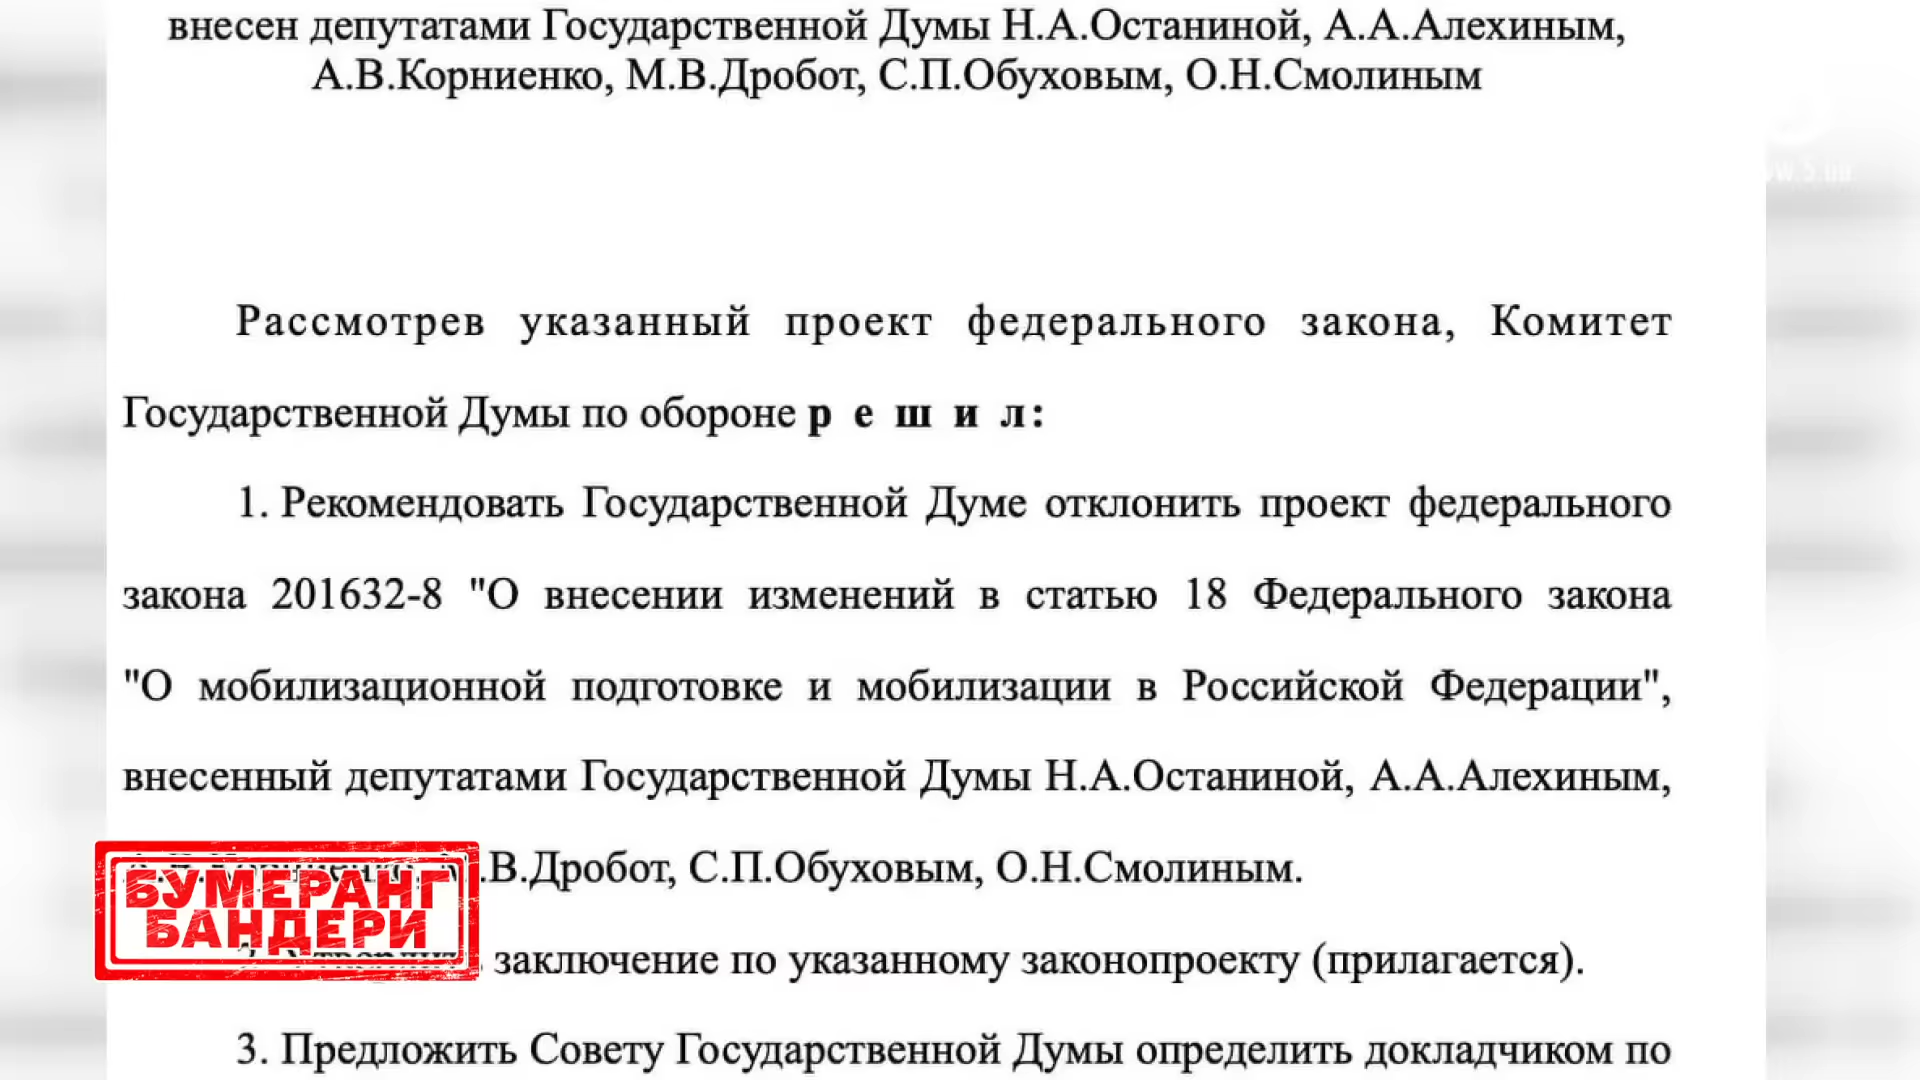 внесен депутатами Государственной Думы Н.А.Останиной, А.А.Алехиным,
А.В.Корниенко, М.В.Дробот, С.П.Обуховым, О.Н.Смолиным
Рассмотрев указанный проект федерального закона, Комитет
Государственной Думы по обороне р е ш и л:
1. Рекомендовать Государственной Думе отклонить проект федерального
закона 201632-8 "О внесении изменений в статью 18 Федерального закона
"О мобилизационной подготовке и мобилизации в Российской Федерации",
внесенный депутатами Государственной Думы Н.А.Останиной, А.А.Алехиным,
А.В.Корниенко, М.В.Дробот, С.П.Обуховым, О.Н.Смолиным.
2. Утвердить заключение по указанному законопроекту (прилагается).
3. Предложить Совету Государственной Думы определить докладчиком по
БУМЕРАНГ
БАНДЕРИ